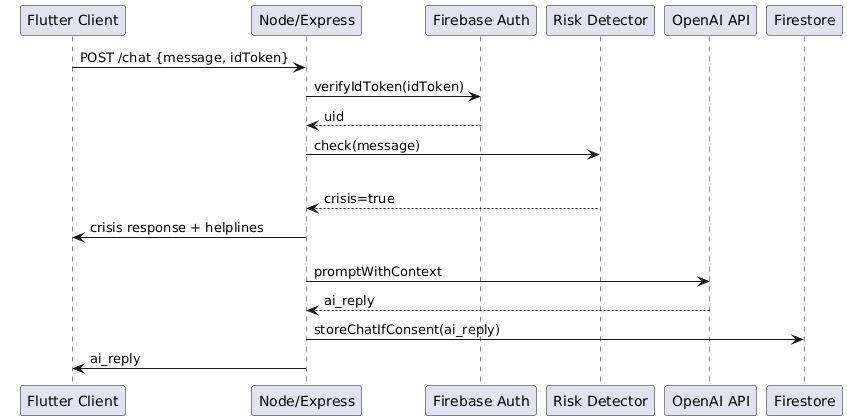 Flutter Client
Node/Express
Firebase Auth
Risk Detector
OpenAI API
Firestore
POST /chat {message, idToken}
verifyIdToken(idToken)
uid
check(message)
crisis=true
crisis response + helplines
promptWithContext
ai_reply
storeChatIfConsent(ai_reply)
ai_reply
Flutter Client
Node/Express
Firebase Auth
Risk Detector
OpenAI API
Firestore